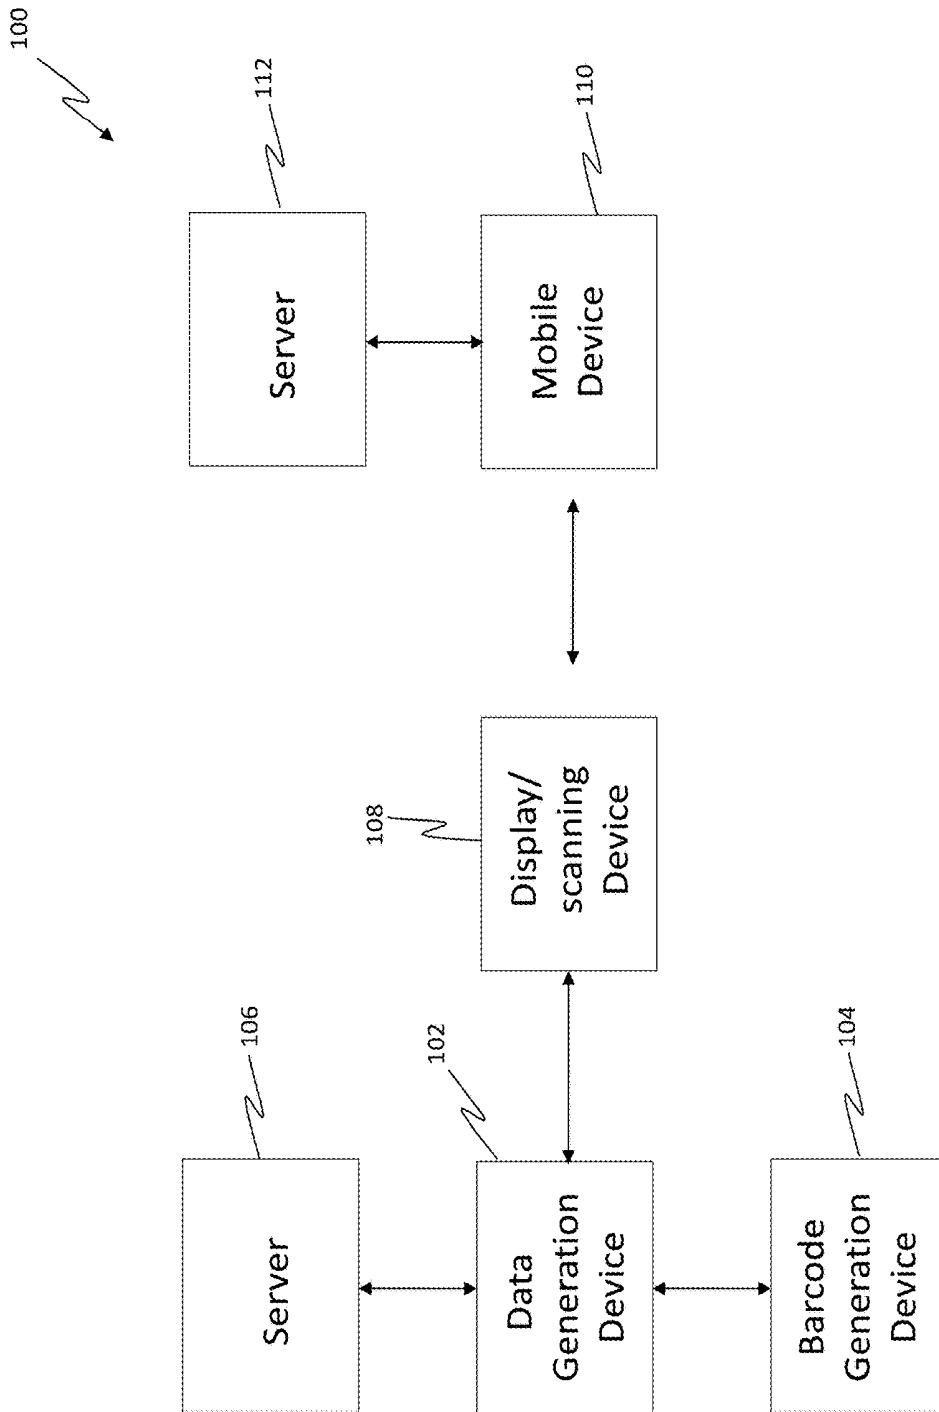 100
106
Server
112
Server
102
Data
Generation
Device
108
Display/
scanning
Device
110
Mobile
Device
104
Barcode
Generation
Device